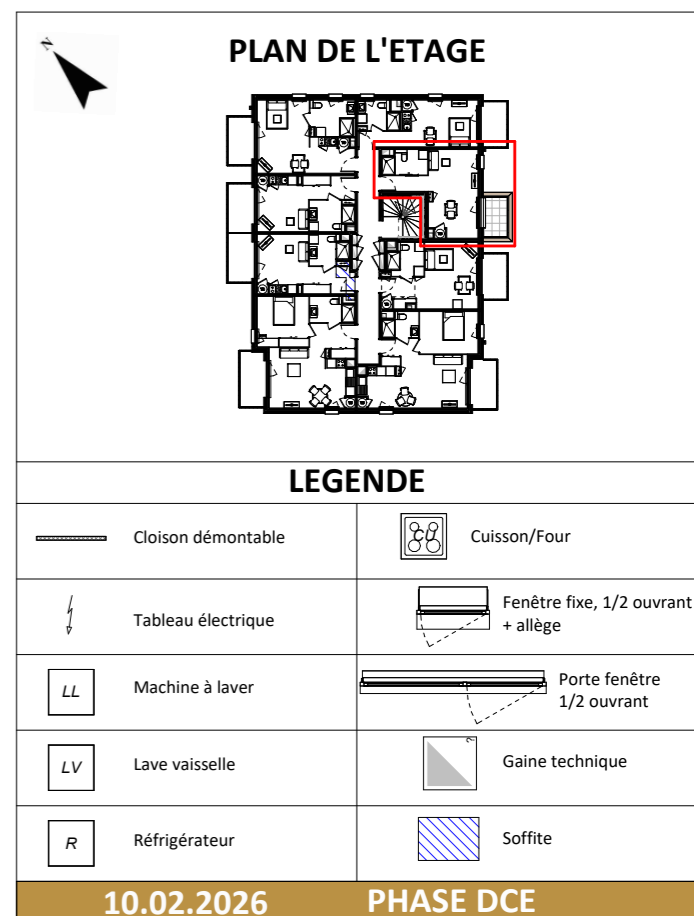 N
PLAN DE L'ETAGE
LEGENDE
Cloison démontable
CU
Cuisson/Four
Tableau électrique
Fenêtre fixe, 1/2 ouvrant
+ allège
LL
Machine à laver
Porte fenêtre
1/2 ouvrant
LV
Lave vaisselle
?
Gaine technique
R
Réfrigérateur
Soffite
10.02.2026
PHASE DCE